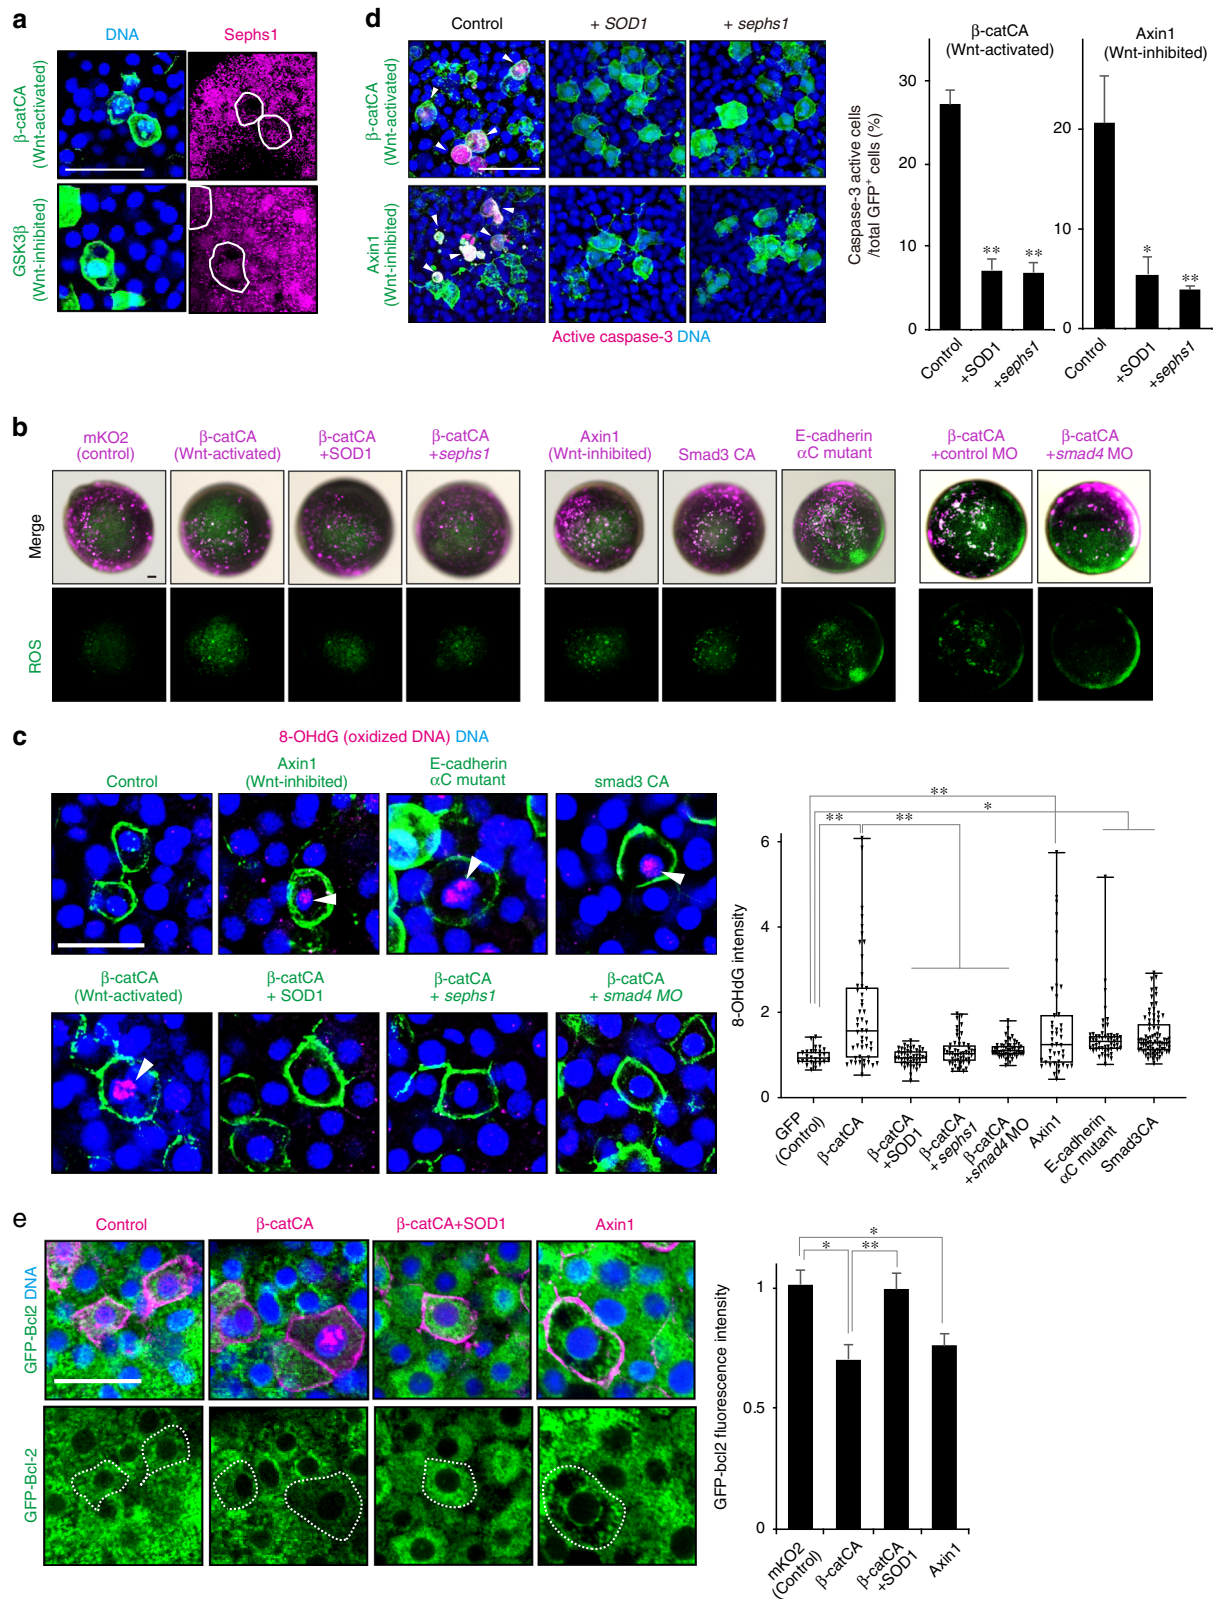 a
DNA
Sephs1
β-catCA
(Wnt-activated)
GSK3β
(Wnt-inhibited)
d
Control
+ SOD1
+ sephs1
β-catCA
(Wnt-activated)
Axin1
(Wnt-inhibited)
Active caspase-3 DNA
β-catCA
(Wnt-activated)
Axin1
(Wnt-inhibited)
Caspase-3 active cells
/total GFP+ cells (%)
30
20
10
0
**
**
Control
+SOD1
+sephs1
20
10
0
*
**
Control
+SOD1
+sephs1
b
mKO2
(control)
β-catCA
(Wnt-activated)
β-catCA
+SOD1
β-catCA
+sephs1
Axin1
(Wnt-inhibited)
Smad3 CA
E-cadherin
αC mutant
β-catCA
+control MO
β-catCA
+smad4 MO
Merge
ROS
c
8-OHdG (oxidized DNA) DNA
Control
Axin1
(Wnt-inhibited)
E-cadherin
αC mutant
smad3 CA
β-catCA
(Wnt-activated)
β-catCA
+ SOD1
β-catCA
+ sephs1
β-catCA
+ smad4 MO
8-OHdG intensity
6
4
2
0
**
*
**
**
GFP
(Control)
β-catCA
β-catCA
+SOD1
β-catCA
+sephs1
β-catCA
+smad4 MO
Axin1
E-cadherin
αC mutant
Smad3CA
e
Control
β-catCA
β-catCA+SOD1
Axin1
GFP-Bcl2 DNA
GFP-Bcl-2
GFP-bcl2 fluorescence intensity
1
0.5
0
*
*
**
mKO2
(Control)
β-catCA
β-catCA
+SOD1
Axin1